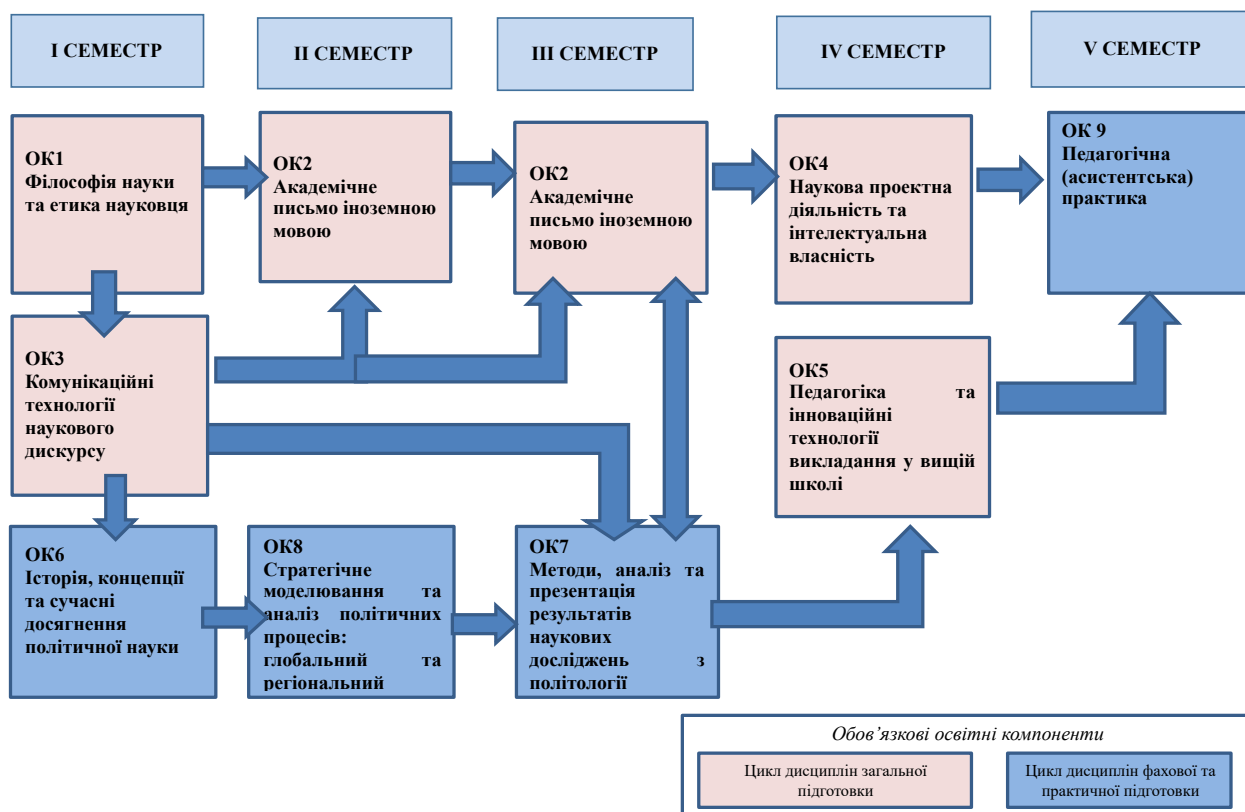 І СЕМЕСТР
ІІ СЕМЕСТР
ІІІ СЕМЕСТР
ІV СЕМЕСТР
V СЕМЕСТР
ОК1
Філософія науки
та етика науковця
ОК2
Академічне
письмо іноземною
мовою
ОК2
Академічне
письмо іноземною
мовою
ОК4
Наукова проектна
діяльність та
інтелектуальна
власність
ОК 9
Педагогічна
(асистентська)
практика
ОК3
Комунікаційні
технології
наукового
дискурсу
ОК5
Педагогіка та
інноваційні
технології
викладання у вищій
школі
ОК6
Історія, концепції
та сучасні
досягнення
політичної науки
ОК8
Стратегічне
моделювання та
аналіз політичних
процесів:
глобальний та
регіональний
ОК7
Методи, аналіз та
презентація
результатів
наукових
досліджень з
політології
Обов’язкові освітні компоненти
Цикл дисциплін загальної
підготовки
Цикл дисциплін фахової та
практичної підготовки